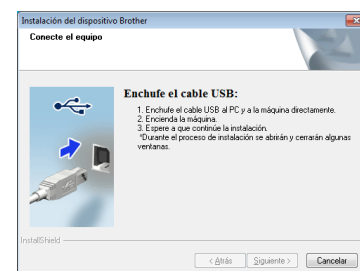 Instalación del dispositivo Brother
Conecte el equipo
Enchufe el cable USB:
1. Enchufe el cable USB al PC y a la máquina directamente.
2. Encienda la máquina.
3. Espere a que continúe la instalación.
*Durante el proceso de instalación se abrirán y cerrarán algunas
ventanas.
InstallShield
< Atrás
Siguiente >
Cancelar